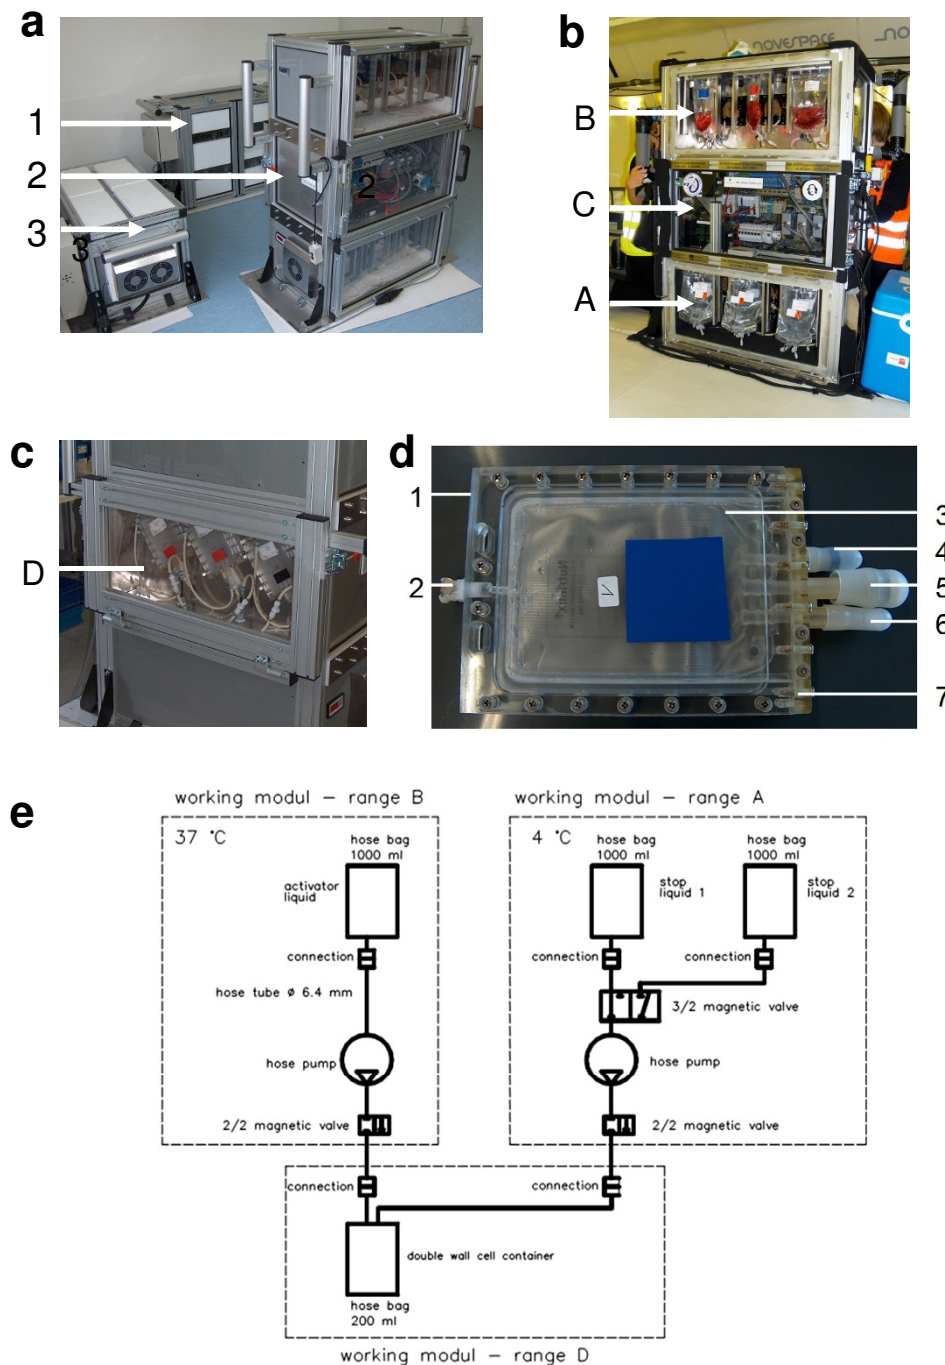 a
1
2
3
2
3
b
NOVESPACE
NOV
B
C
A
c
D
d
1
2
3
4
5
6
7
Nutrimix
1
e
working modul – range B
37 °C
hose bag
1000 ml
activator
liquid
connection
hose tube ø 6.4 mm
hose pump
2/2 magnetic valve
working modul – range A
4 °C
hose bag
1000 ml
stop
liquid 1
hose bag
1000 ml
stop
liquid 2
connection
connection
3/2 magnetic valve
hose pump
2/2 magnetic valve
connection
connection
double wall cell container
hose bag
200 ml
working modul – range D